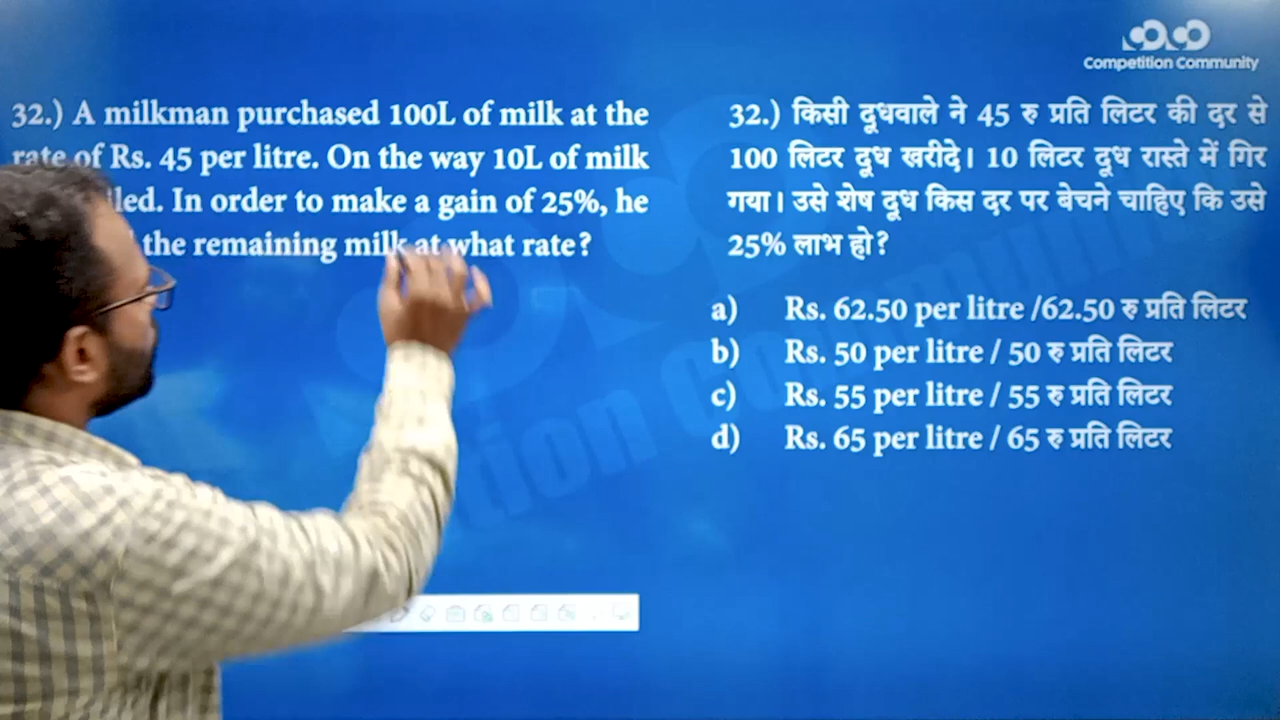 Competition Community
32.) A milkman purchased 100L of milk at the
rate of Rs. 45 per litre. On the way 10L of milk
led. In order to make a gain of 25%, he
the remaining milk at what rate?
32.) किसी दूधवाले ने 45 रु प्रति लिटर की दर से
100 लिटर दूध खरीदे। 10 लिटर दूध रास्ते में गिर
गया। उसे शेष दूध किस दर पर बेचने चाहिए कि उसे
25% लाभ हो?
a) Rs. 62.50 per litre /62.50 रु प्रति लिटर
b) Rs. 50 per litre / 50 रु प्रति लिटर
c) Rs. 55 per litre / 55 रु प्रति लिटर
d) Rs. 65 per litre / 65 रु प्रति लिटर